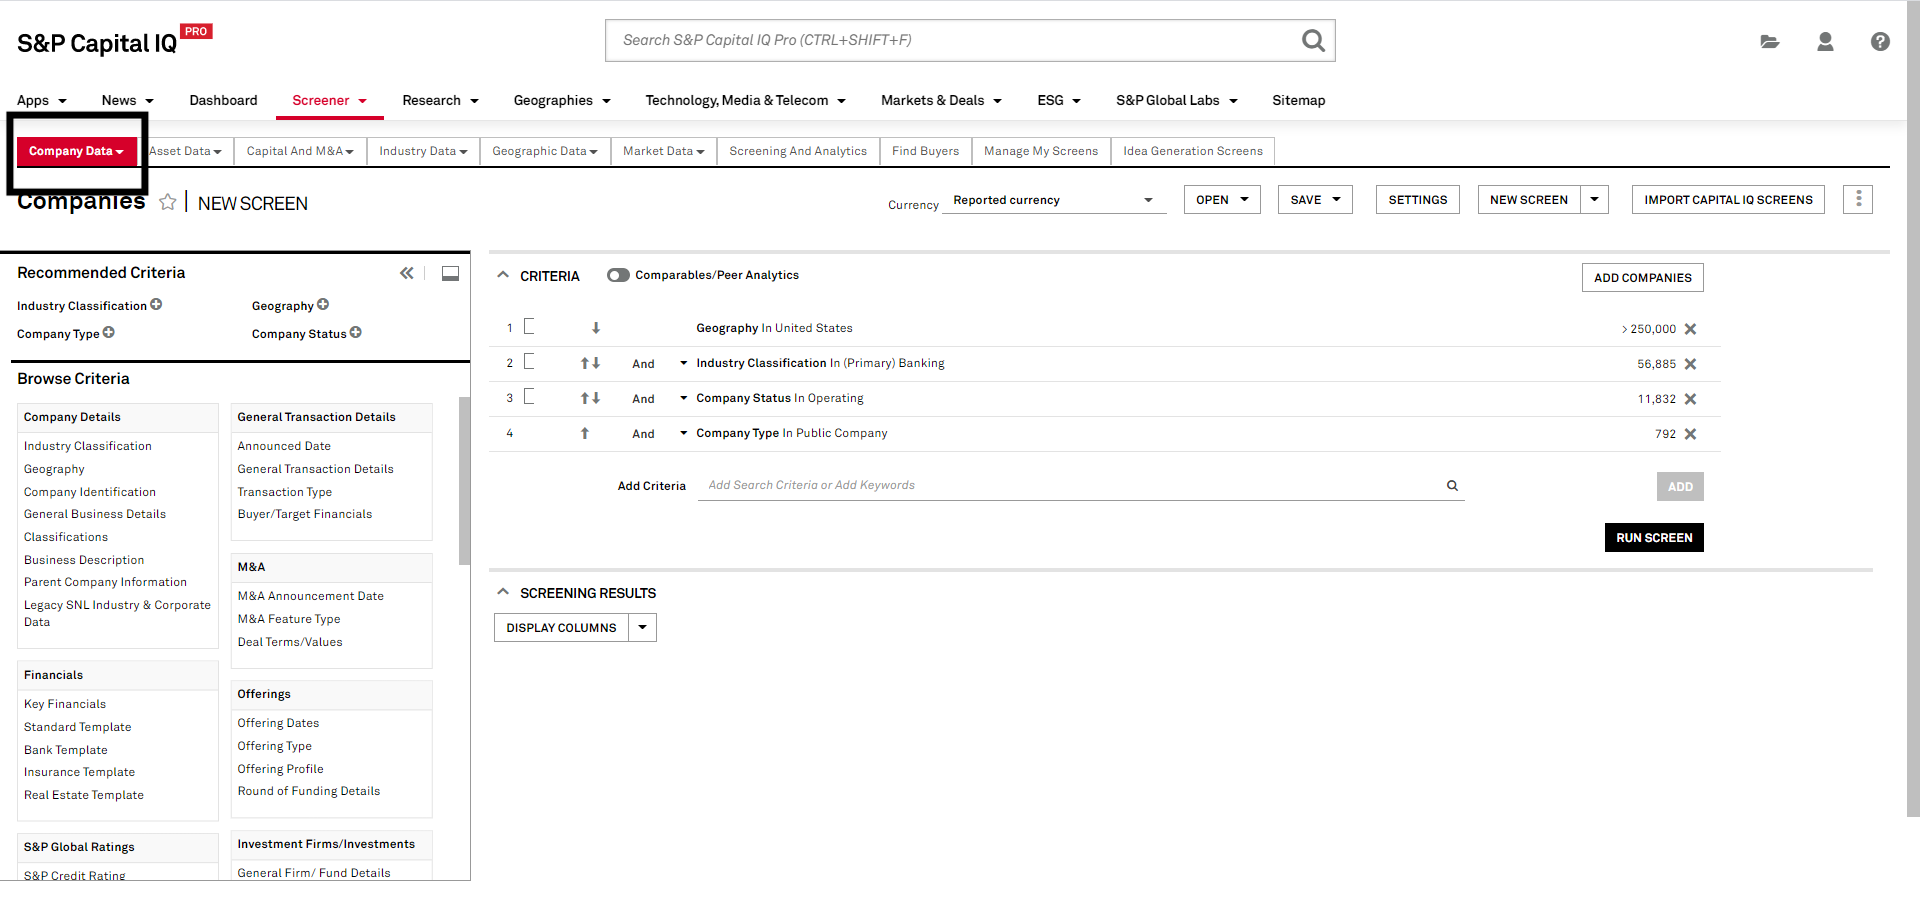 S&P Capital IQ PRO
Search S&P Capital IQ Pro (CTRL+SHIFT+F)
Apps News Dashboard Screener Research Geographies Technology, Media & Telecom Markets & Deals ESG S&P Global Labs Sitemap
Company Data Asset Data Capital And M&A Industry Data Geographic Data Market Data Screening And Analytics Find Buyers Manage My Screens Idea Generation Screens
Companies NEW SCREEN
Currency Reported currency OPEN SAVE SETTINGS NEW SCREEN IMPORT CAPITAL IQ SCREENS
Recommended Criteria
Industry Classification Geography
Company Type Company Status
Browse Criteria
Company Details
Industry Classification
Geography
Company Identification
General Business Details
Classifications
Business Description
Parent Company Information
Legacy SNL Industry & Corporate
Data
Financials
Key Financials
Standard Template
Bank Template
Insurance Template
Real Estate Template
S&P Global Ratings
S&P Credit Rating
General Transaction Details
Announced Date
General Transaction Details
Transaction Type
Buyer/Target Financials
M&A
M&A Announcement Date
M&A Feature Type
Deal Terms/Values
Offerings
Offering Dates
Offering Type
Offering Profile
Round of Funding Details
Investment Firms/Investments
General Firm/ Fund Details
CRITERIA Comparables/Peer Analytics ADD COMPANIES
1 Geography In United States > 250,000
2 And Industry Classification In (Primary) Banking 56,885
3 And Company Status In Operating 11,832
4 And Company Type In Public Company 792
Add Criteria Add Search Criteria or Add Keywords ADD
RUN SCREEN
SCREENING RESULTS
DISPLAY COLUMNS